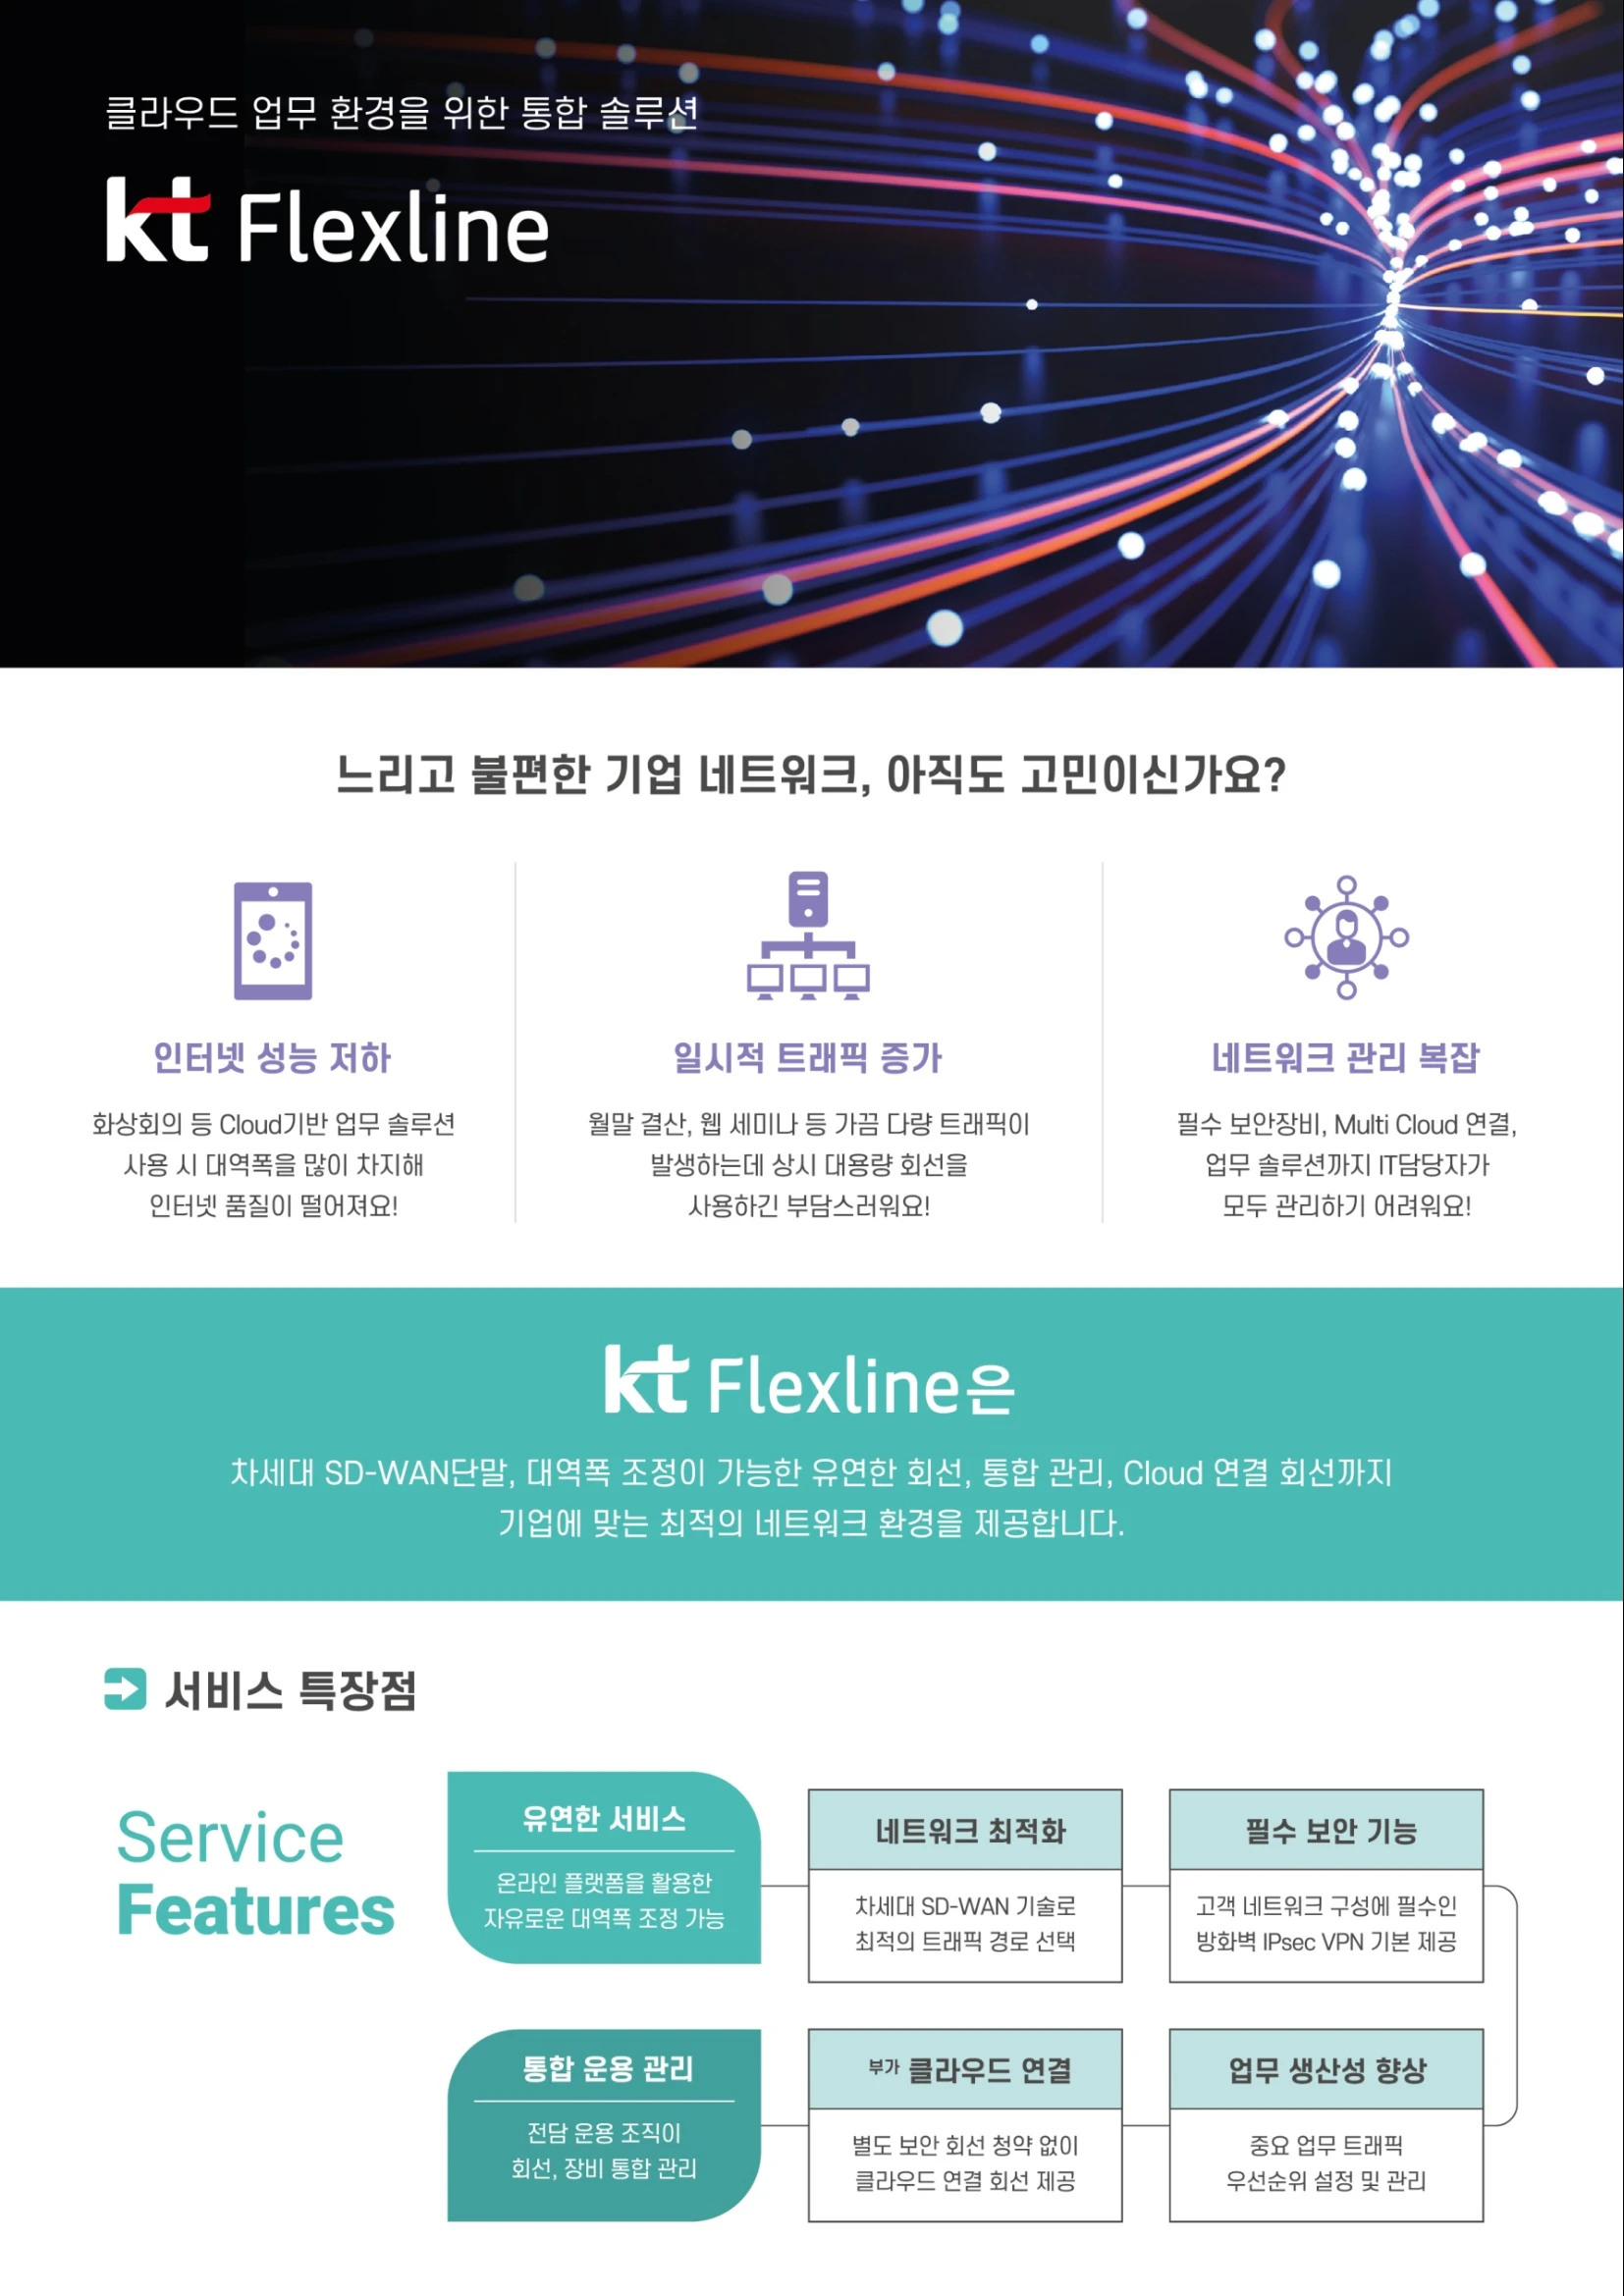 클라우드 업무 환경을 위한 통합 솔루션
kt Flexline
느리고 불편한 기업 네트워크, 아직도 고민이신가요?
인터넷 성능 저하
화상회의 등 Cloud기반 업무 솔루션
사용 시 대역폭을 많이 차지해
인터넷 품질이 떨어져요!
일시적 트래픽 증가
월말 결산, 웹 세미나 등 가끔 다량 트래픽이
발생하는데 상시 대용량 회선을
사용하긴 부담스러워요!
네트워크 관리 복잡
필수 보안장비, Multi Cloud 연결,
업무 솔루션까지 IT담당자가
모두 관리하기 어려워요!
kt Flexline은
차세대 SD-WAN단말, 대역폭 조정이 가능한 유연한 회선, 통합 관리, Cloud 연결 회선까지
기업에 맞는 최적의 네트워크 환경을 제공합니다.
서비스 특장점
Service
Features
유연한 서비스
온라인 플랫폼을 활용한
자유로운 대역폭 조정 가능
네트워크 최적화
차세대 SD-WAN 기술로
최적의 트래픽 경로 선택
필수 보안 기능
고객 네트워크 구성에 필수인
방화벽 IPsec VPN 기본 제공
통합 운용 관리
전담 운용 조직이
회선, 장비 통합 관리
부가 클라우드 연결
별도 보안 회선 청약 없이
클라우드 연결 회선 제공
업무 생산성 향상
중요 업무 트래픽
우선순위 설정 및 관리